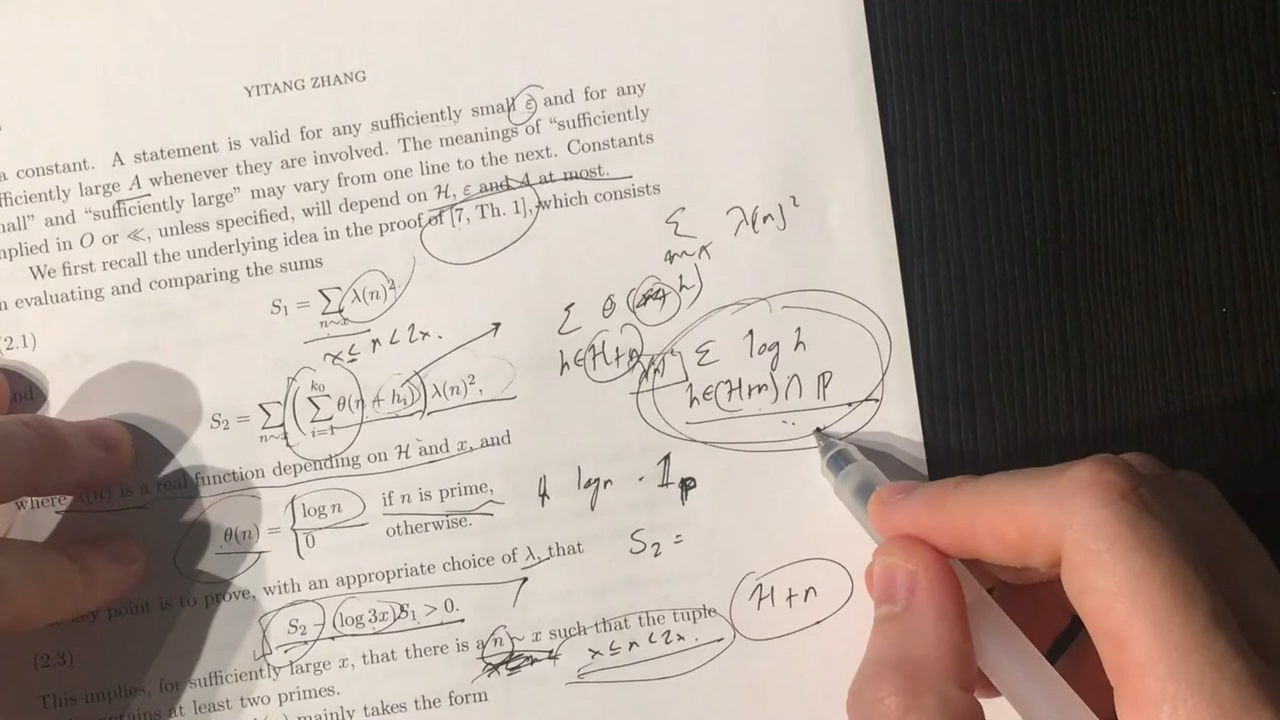 YITANG ZHANG
a constant. A statement is valid for any sufficiently small ε and for any
fficiently large A whenever they are involved. The meanings of “sufficiently
nall” and “sufficiently large” may vary from one line to the next. Constants
nplied in O or ≪, unless specified, will depend on H, ε and A at most.
We first recall the underlying idea in the proof of [7, Th. 1], which consists
n evaluating and comparing the sums
(2.1) S₁ = ∑ λ(n)²
n∼x
x ≤ n < 2x.
∑ λ(n)²
n∼x
∑ θ( h)
h∈H+n
∑ log h
h∈(H+n)∩ℙ
and
S₂ = ∑ (∑ θ(n + hᵢ)) λ(n)²,
n∼x i=1 k₀
where λ(n) is a real function depending on H and x, and
θ(n) = { log n if n is prime,
0 otherwise.
log n · 1ₚ
S₂ =
key point is to prove, with an appropriate choice of λ, that
(2.3) S₂ − (log 3x)S₁ > 0.
This implies, for sufficiently large x, that there is a n ∼ x such that the tuple
H+n
x ≤ n < 2x.
contains at least two primes.
mainly takes the form